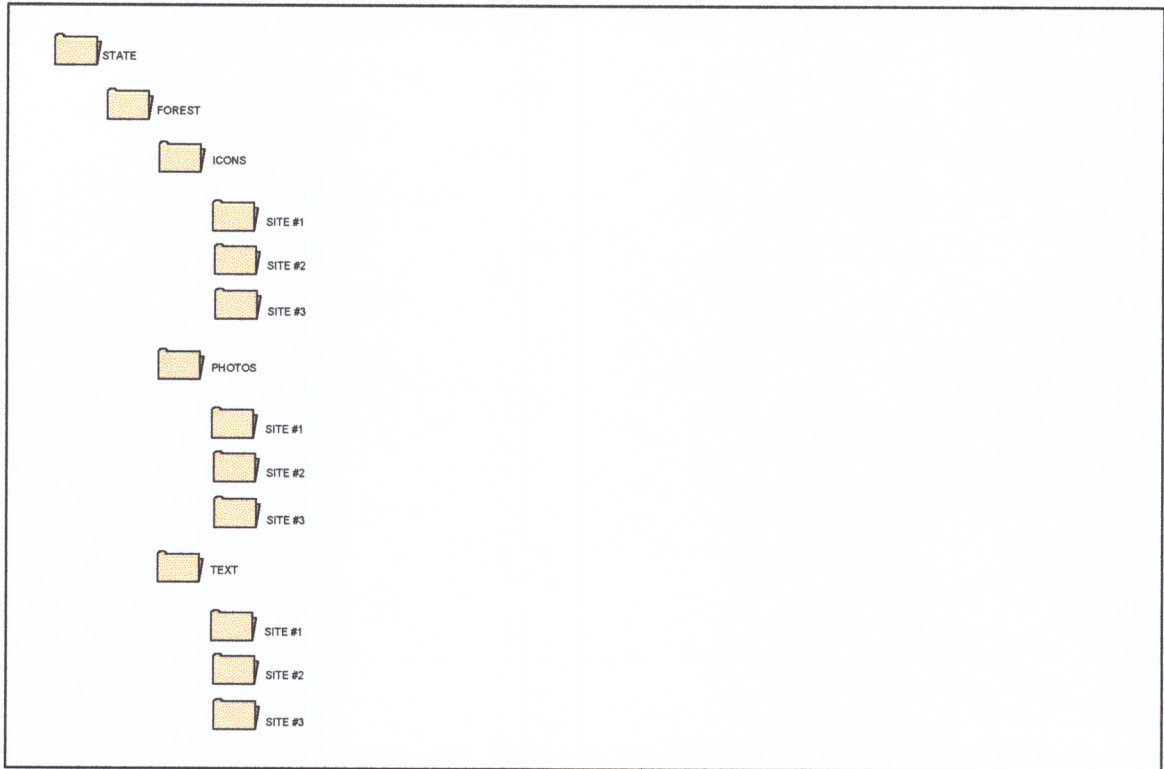 STATE
FOREST
ICONS
SITE #1
SITE #2
SITE #3
PHOTOS
SITE #1
SITE #2
SITE #3
TEXT
SITE #1
SITE #2
SITE #3